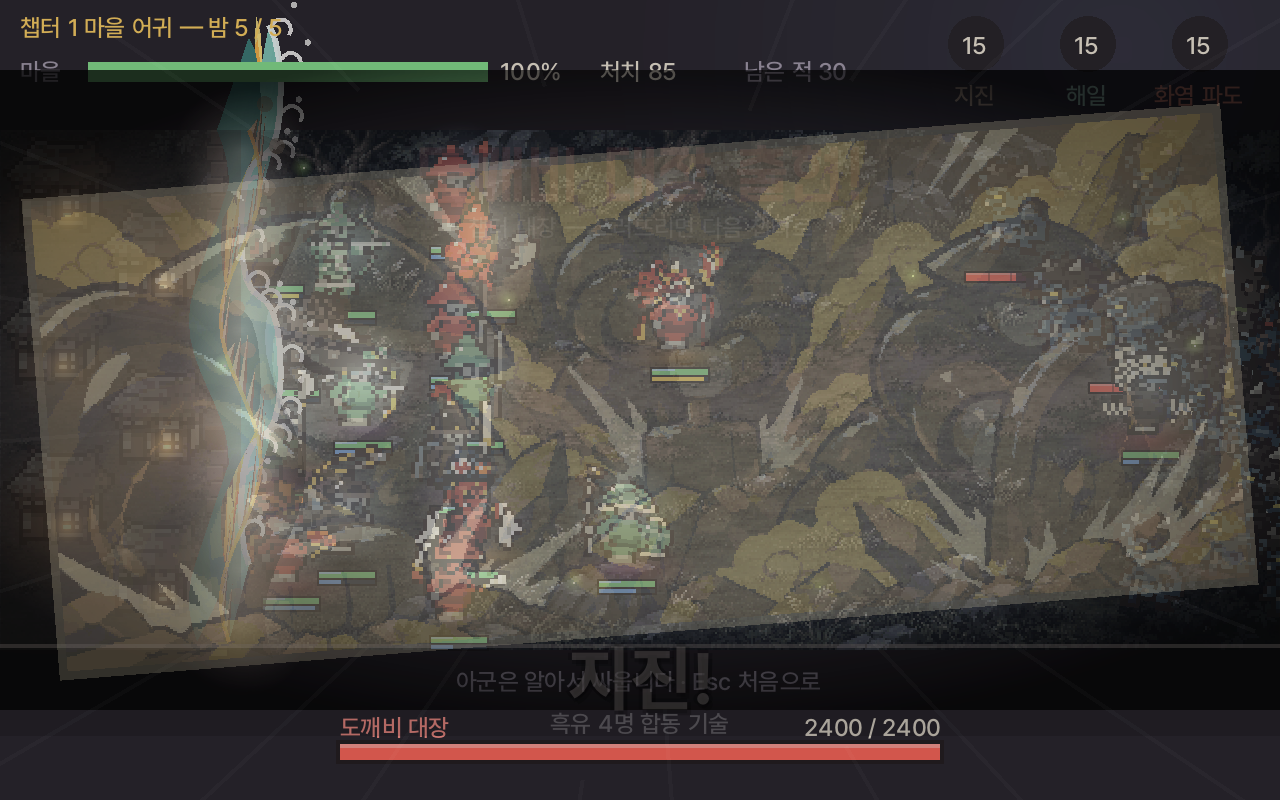 챕터 1 마을 어귀 — 밤 5 / 5
마을 100% 처치 85 남은 적 30
15 15 15
지진 해일 화염 파도
아군은 알아서 싸웁니다 · Esc 처음으로
지진!
흑유 4명 합동 기술
도깨비 대장 2400 / 2400